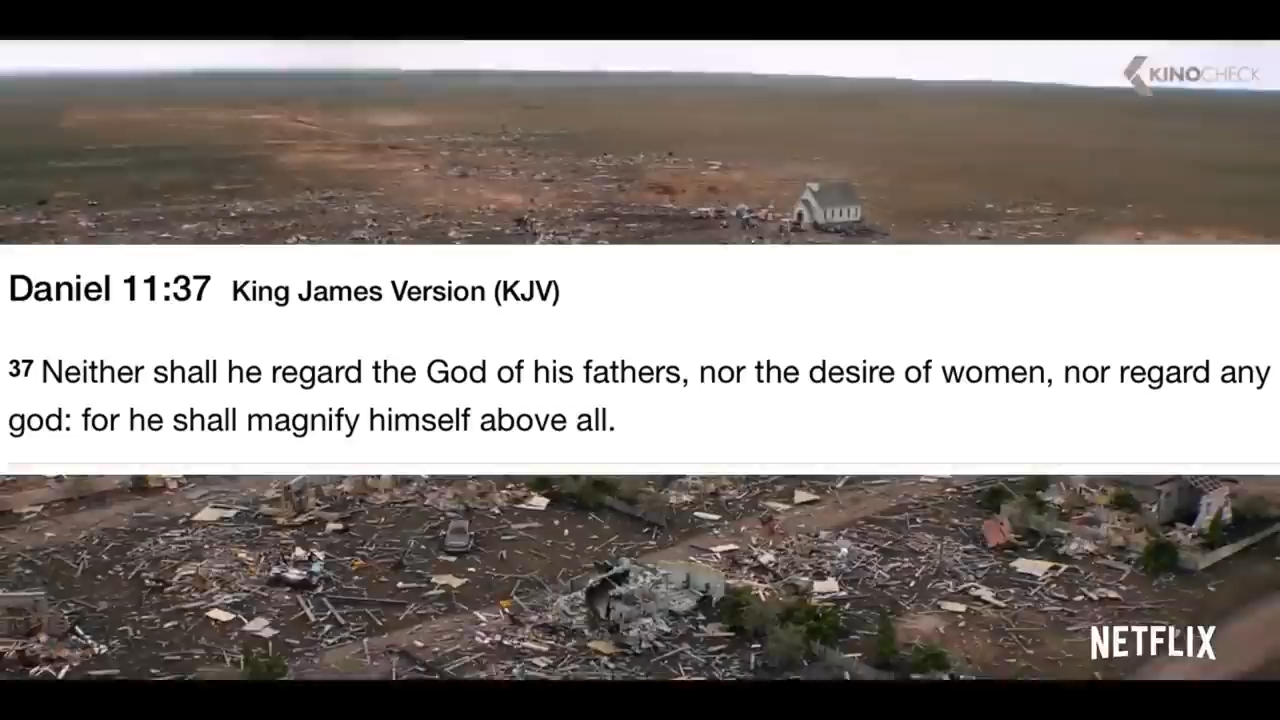 KINOCHECK
Daniel 11:37 King James Version (KJV)
37 Neither shall he regard the God of his fathers, nor the desire of women, nor regard any
god: for he shall magnify himself above all.
NETFLIX